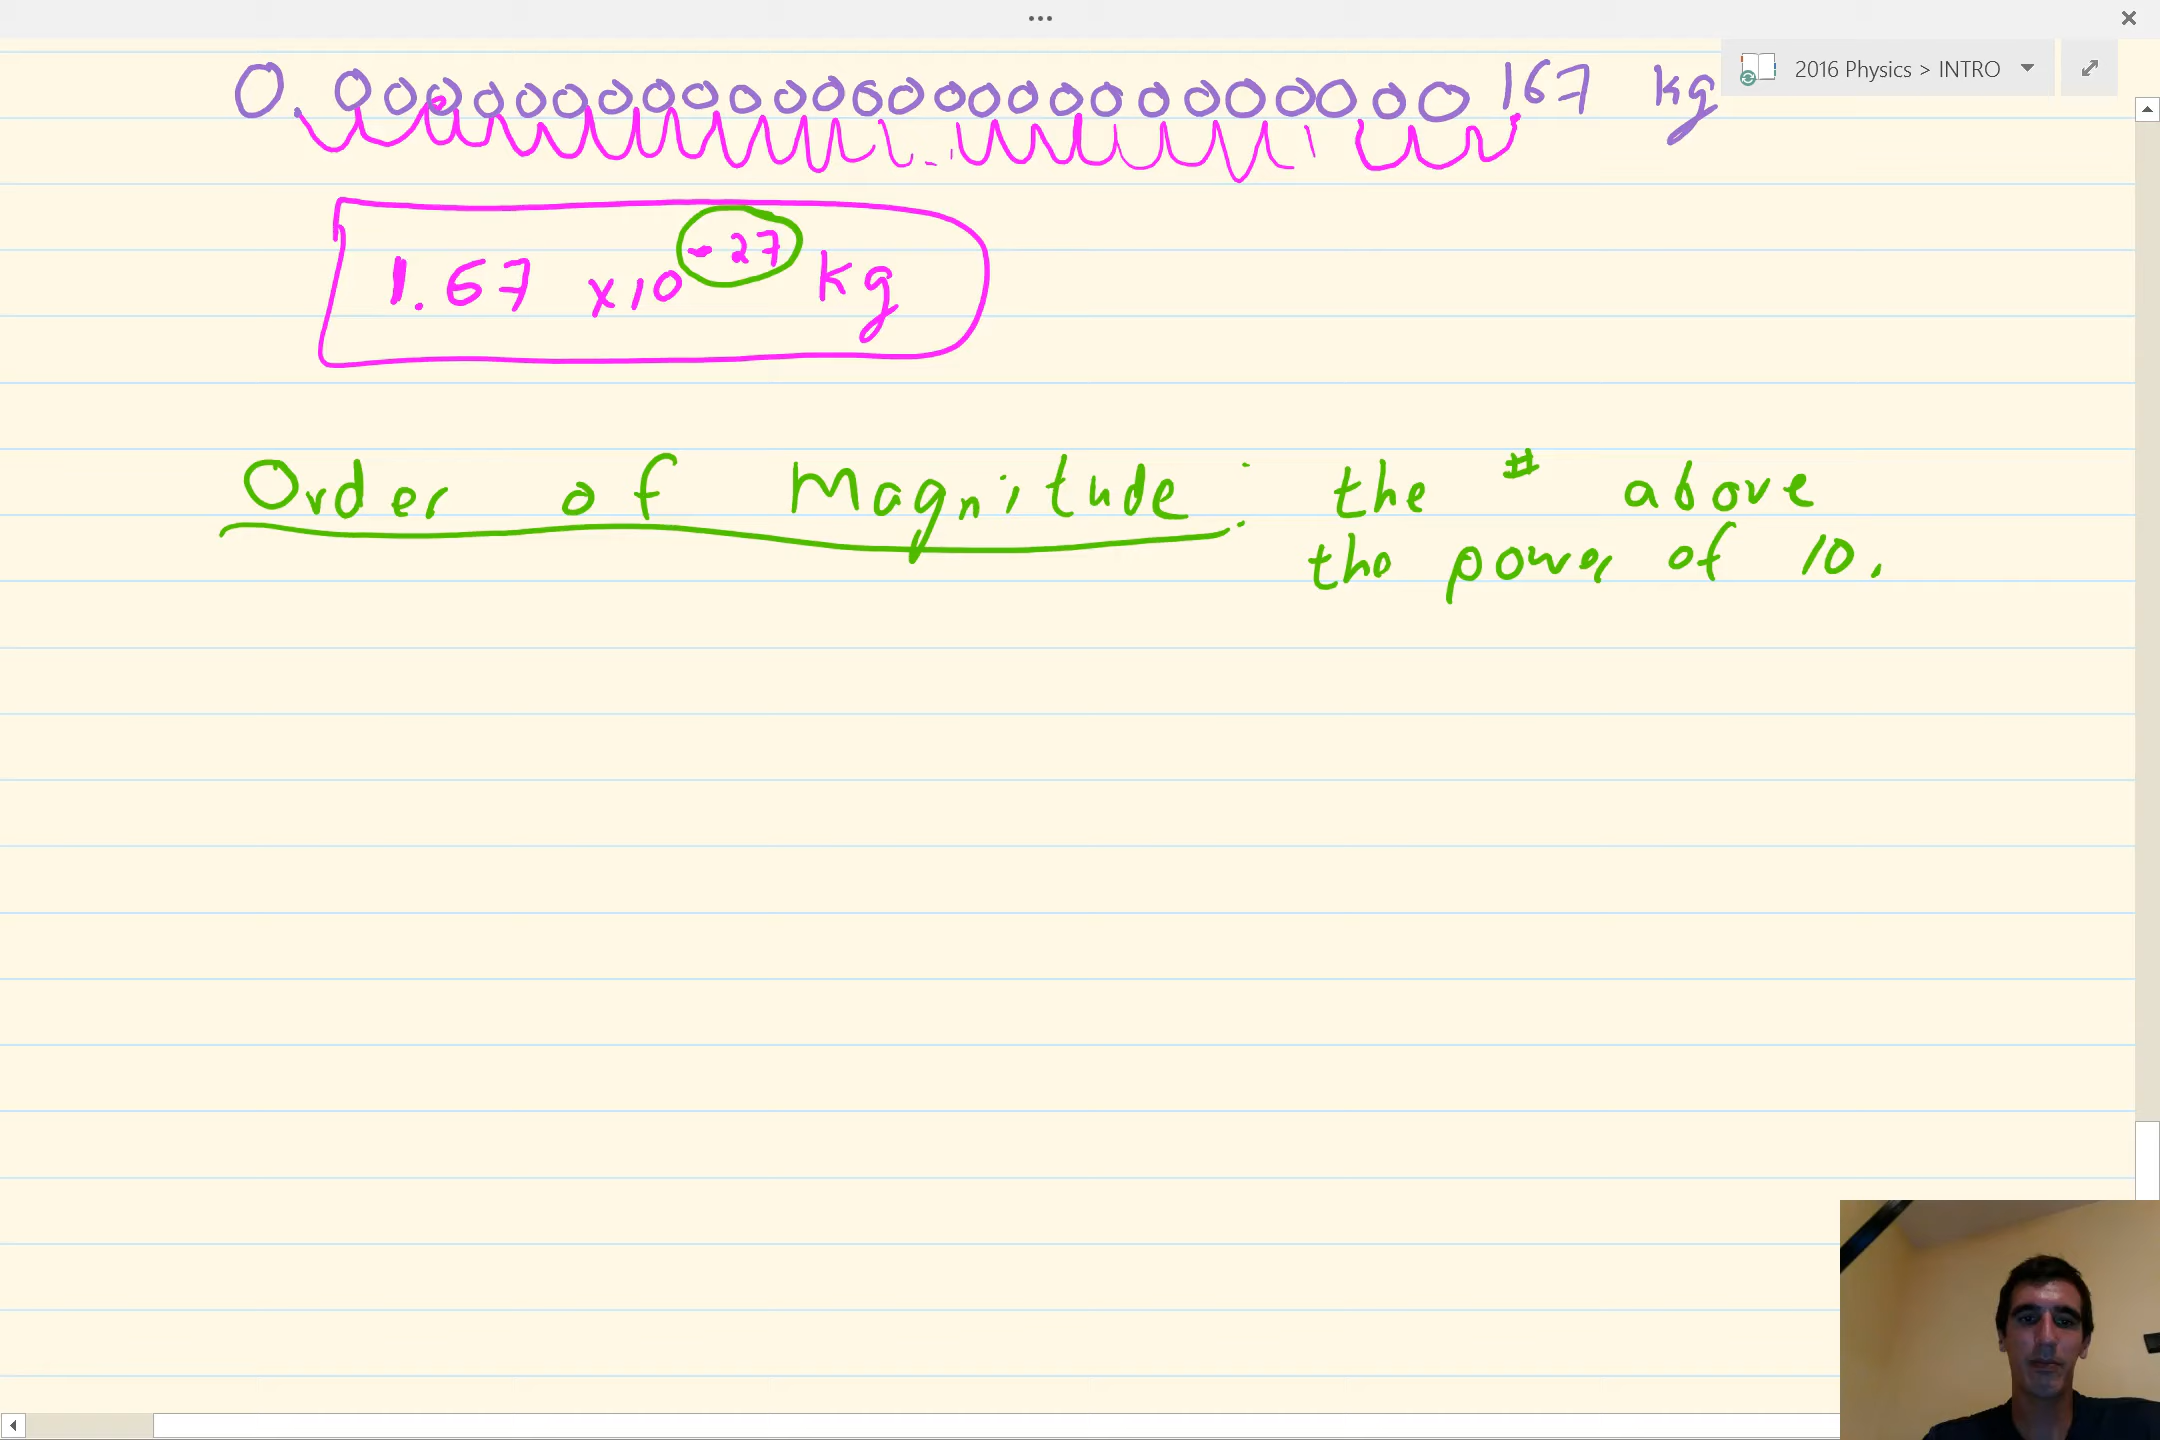 2016 Physics > INTRO
0.00000000000000000000000000167 kg
1.67 x10⁻²⁷ kg
Order of Magnitude: the # above
the power of 10.